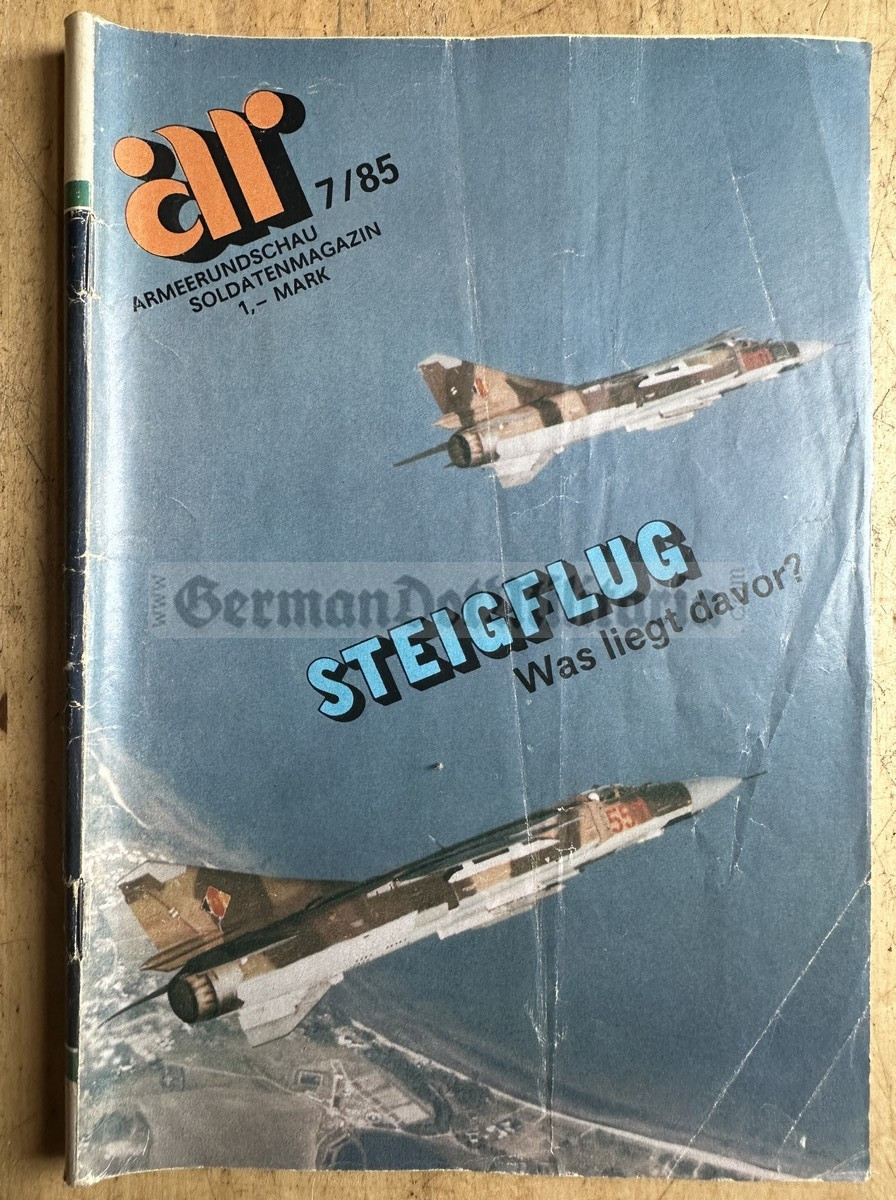 ar
7/85
ARMEERUNDSCHAU
SOLDATENMAGAZIN
1,– MARK
STEIGFLUG
Was liegt davor?